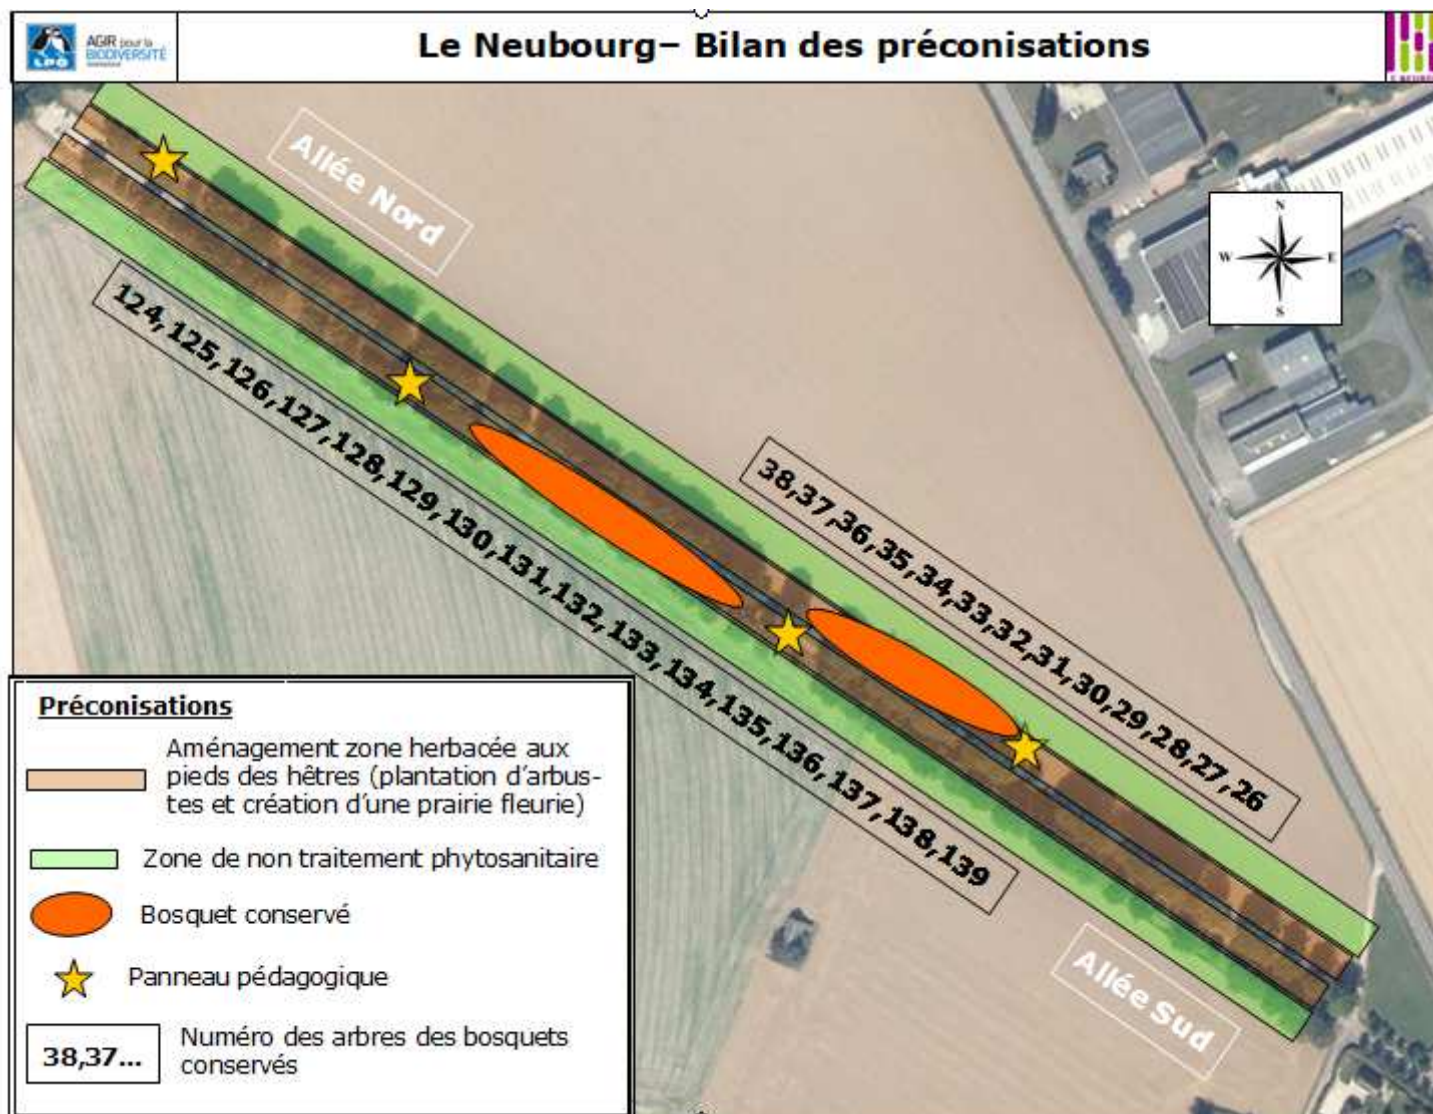 LPO
AGIR pour la
BIODIVERSITÉ
Le Neubourg– Bilan des préconisations
Allée Nord
N
W E
S
124,125,126,127,128,129,130,131,132,133,134,135,136,137,138,139
38,37,36,35,34,33,32,31,30,29,28,27,26
Allée Sud
Préconisations
Aménagement zone herbacée aux
pieds des hêtres (plantation d'arbus-
tes et création d'une prairie fleurie)
Zone de non traitement phytosanitaire
Bosquet conservé
Panneau pédagogique
38,37...
Numéro des arbres des bosquets
conservés